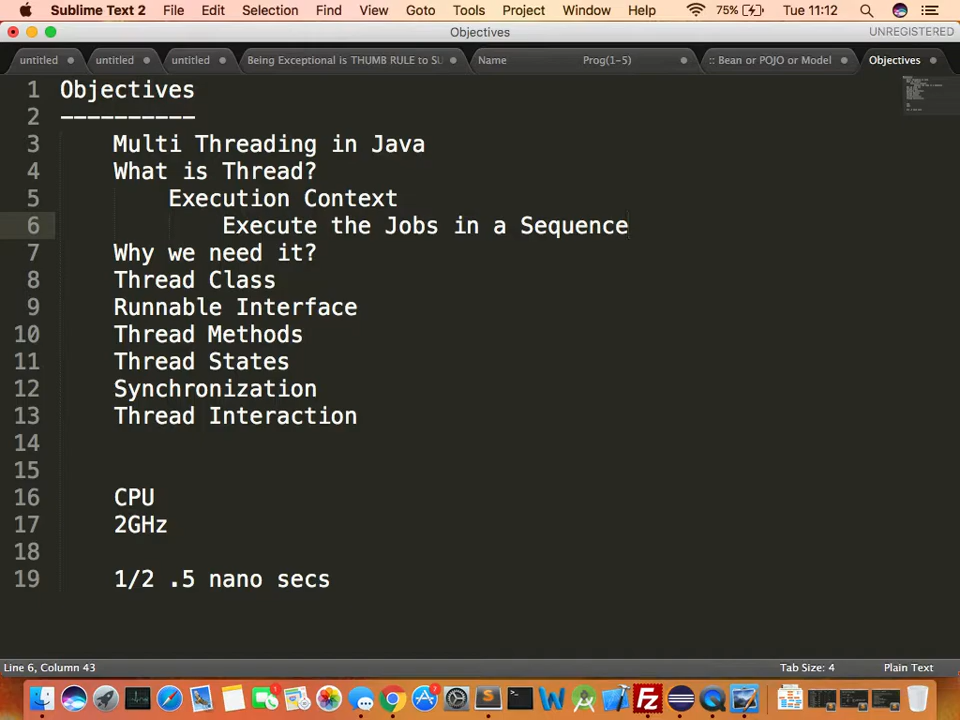 Sublime Text 2 File Edit Selection Find View Goto Tools Project Window Help 75% Tue 11:12
Objectives UNREGISTERED
untitled untitled untitled Being Exceptional is THUMB RULE to SU Name Prog(1-5) :: Bean or POJO or Model Objectives
1 Objectives
2 ----------
3 Multi Threading in Java
4 What is Thread?
5 Execution Context
6 Execute the Jobs in a Sequence
7 Why we need it?
8 Thread Class
9 Runnable Interface
10 Thread Methods
11 Thread States
12 Synchronization
13 Thread Interaction
14
15
16 CPU
17 2GHz
18
19 1/2 .5 nano secs
Line 6, Column 43 Tab Size: 4 Plain Text